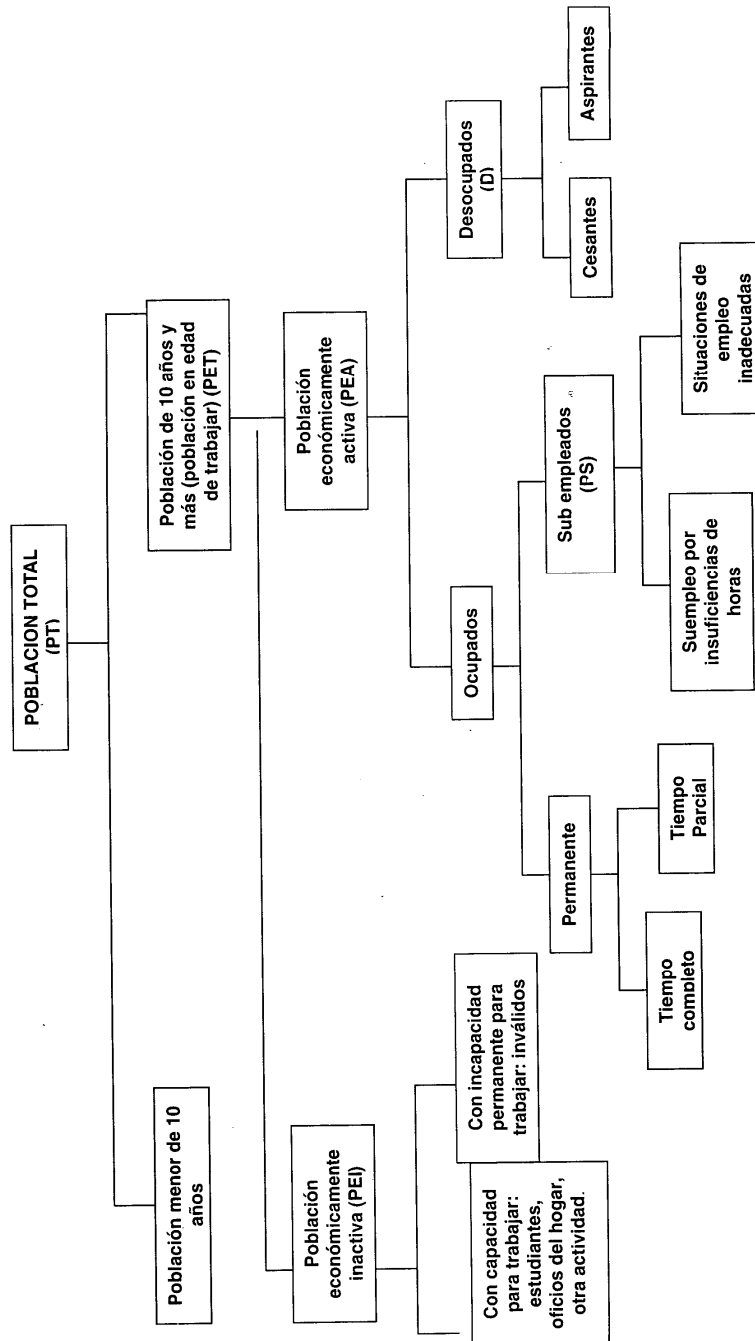 POBLACION TOTAL
(PT)
Población menor de 10
años
Población de 10 años y
más (población en edad
de trabajar) (PET)
Población
económicamente
inactiva (PEI)
Población
económicamente
activa (PEA)
Con capacidad
para trabajar:
estudiantes,
oficios del hogar,
otra actividad.
Con incapacidad
permanente para
trabajar: inválidos
Ocupados
Desocupados
(D)
Permanente
Sub empleados
(PS)
Cesantes
Aspirantes
Tiempo
completo
Tiempo
Parcial
Suempleo por
insuficiencias de
horas
Situaciones de
empleo
inadecuadas